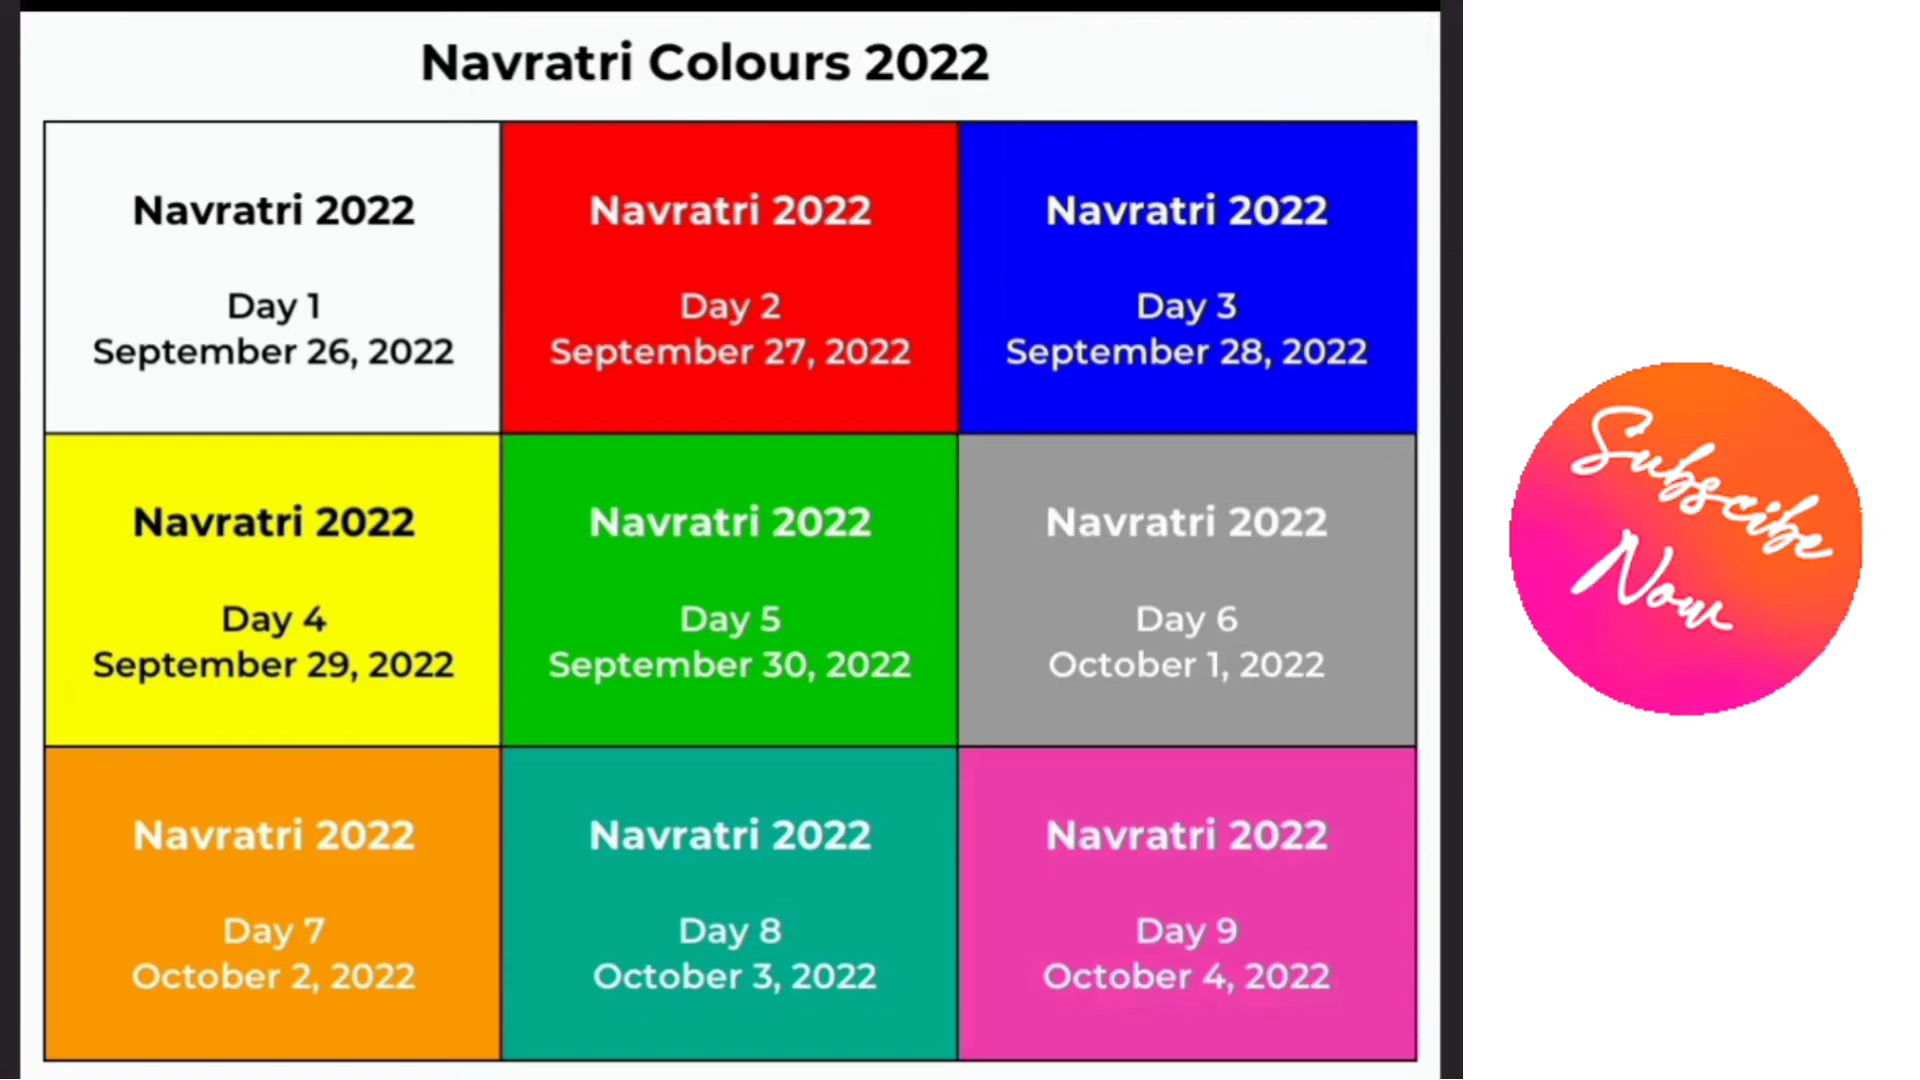 Navratri Colours 2022
Navratri 2022
Day 1
September 26, 2022
Navratri 2022
Day 2
September 27, 2022
Navratri 2022
Day 3
September 28, 2022
Navratri 2022
Day 4
September 29, 2022
Navratri 2022
Day 5
September 30, 2022
Navratri 2022
Day 6
October 1, 2022
Navratri 2022
Day 7
October 2, 2022
Navratri 2022
Day 8
October 3, 2022
Navratri 2022
Day 9
October 4, 2022
Subscibe
Now